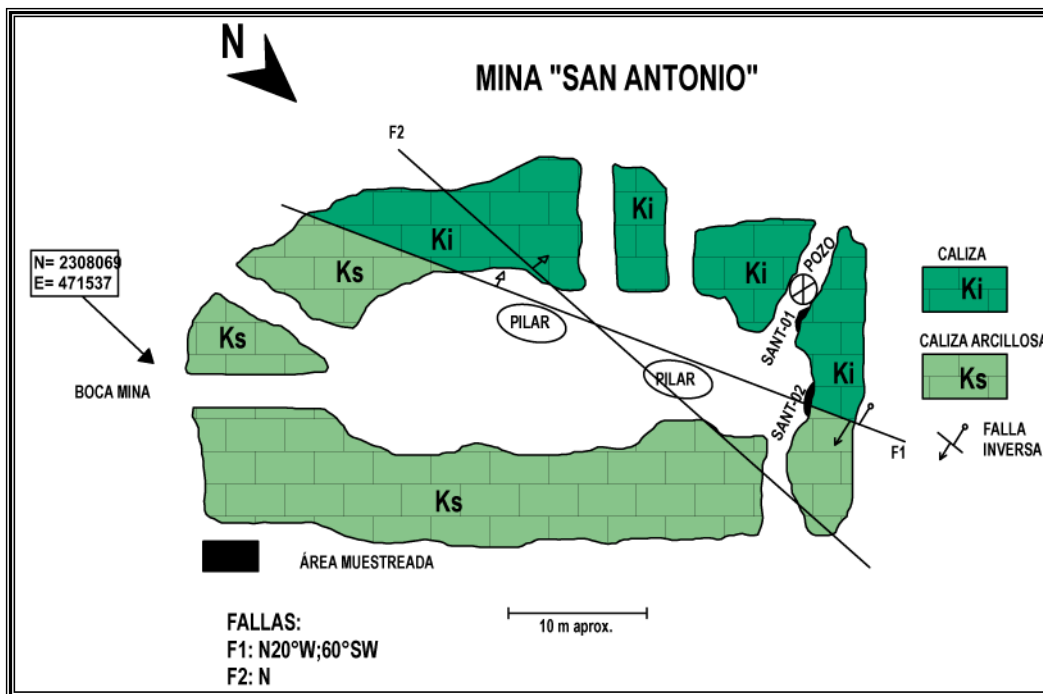 N
MINA "SAN ANTONIO"
F2
N= 2308069
E= 471537
BOCA MINA
Ki
Ki
Ki
Ki
Ks
Ks
Ks
PILAR
PILAR
POZO
SANT-01
SANT-02
F1
CALIZA
Ki
CALIZA ARCILLOSA
Ks
FALLA
INVERSA
ÁREA MUESTREADA
10 m aprox.
FALLAS:
F1: N20°W;60°SW
F2: N